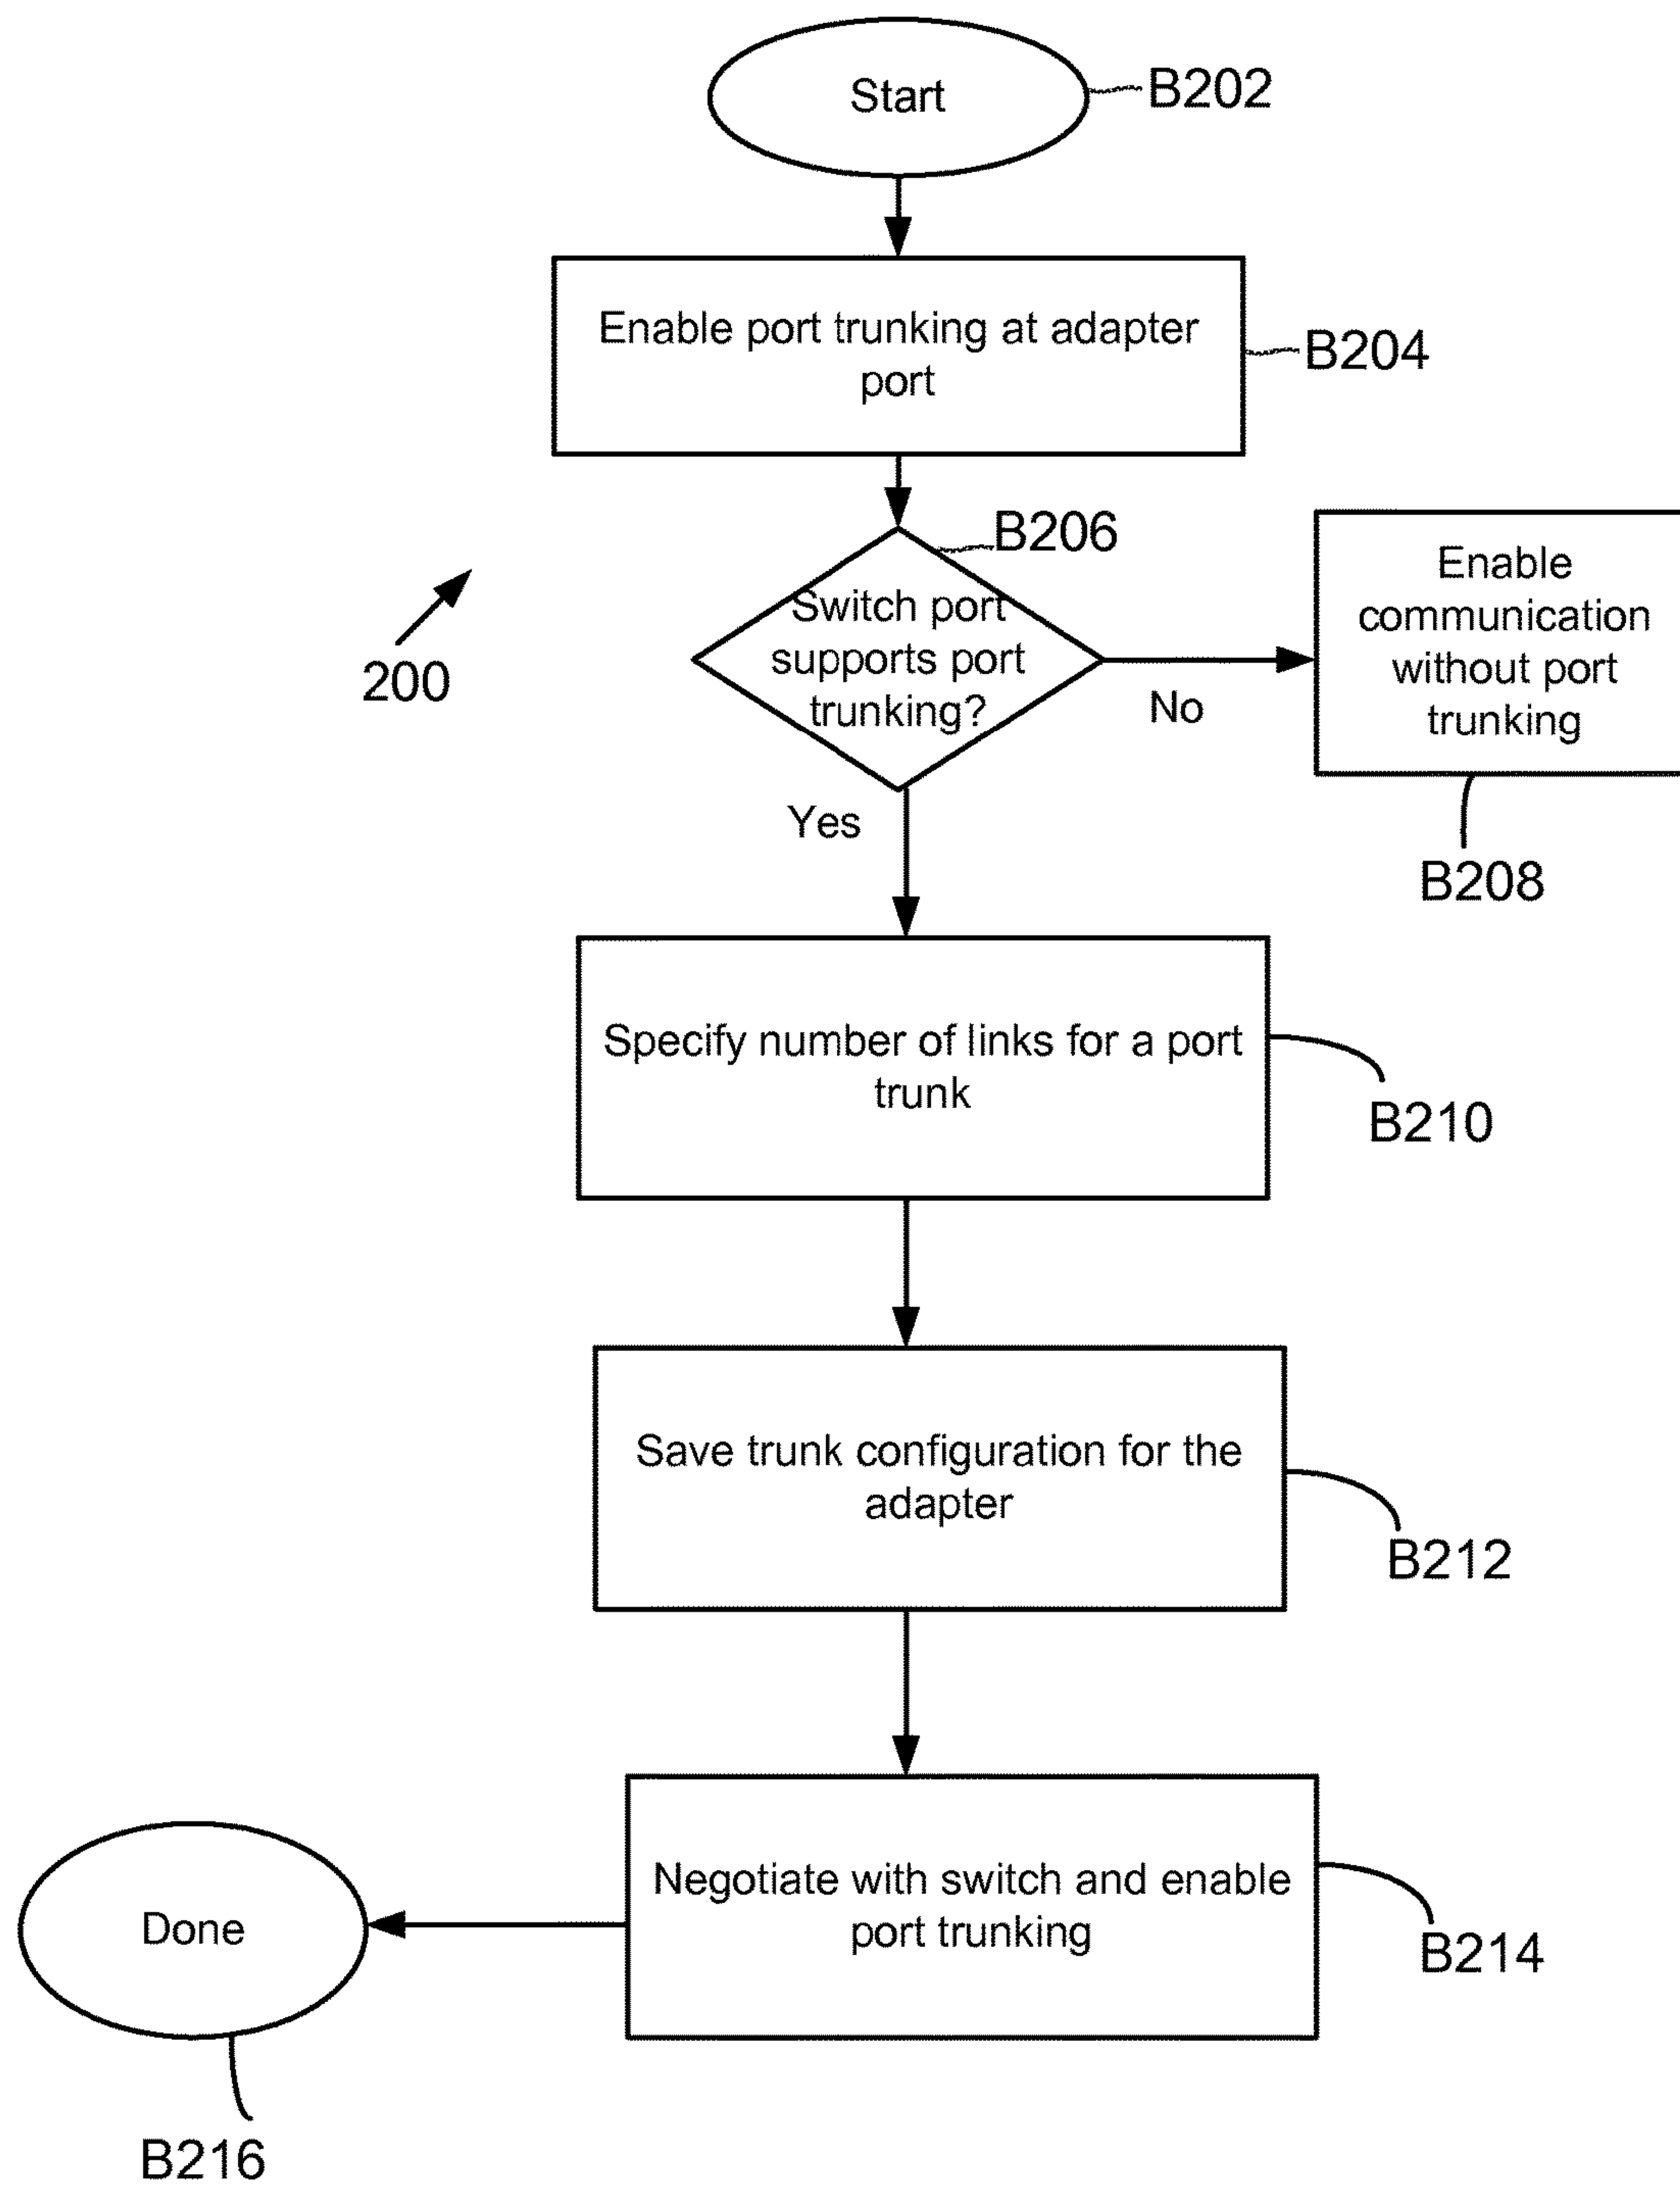 Start
B202
Enable port trunking at adapter
port
B204
B206
Switch port
supports port
trunking?
No
Yes
Enable
communication
without port
trunking
B208
200
Specify number of links for a port
trunk
B210
Save trunk configuration for the
adapter
B212
Negotiate with switch and enable
port trunking
B214
Done
B216